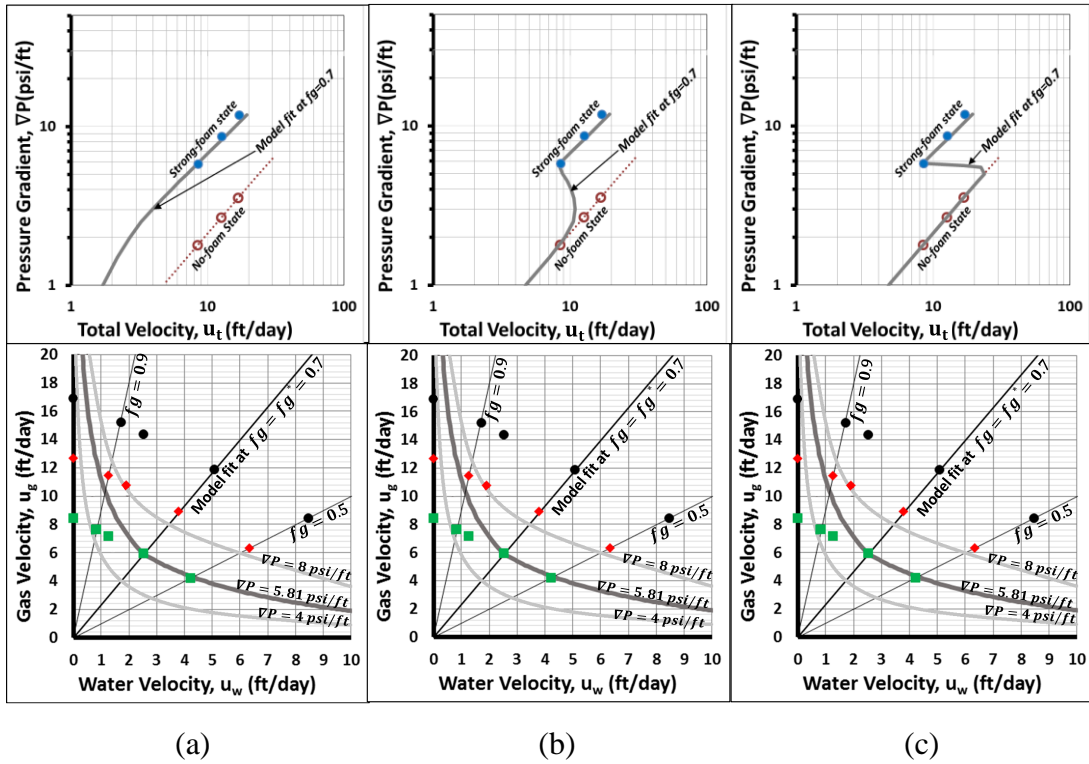 Pressure Gradient, ∇P(psi/ft)
10
1
Strong-foam state
Model fit at fg=0.7
No-foam State
1
10
100
Total Velocity, ut (ft/day)
Pressure Gradient, ∇P(psi/ft)
10
1
Strong-foam state
Model fit at fg=0.7
No-foam State
1
10
100
Total Velocity, ut (ft/day)
Pressure Gradient, ∇P(psi/ft)
10
1
Strong-foam state
Model fit at fg=0.7
No-foam State
1
10
100
Total Velocity, ut (ft/day)
Gas Velocity, ug (ft/day)
20
18
16
14
12
10
8
6
4
2
0
fg = 0.9
Model fit at fg = fg* = 0.7
fg = 0.5
∇P = 8 psi/ft
∇P = 5.81 psi/ft
∇P = 4 psi/ft
0 1 2 3 4 5 6 7 8 9 10
Water Velocity, uw (ft/day)
Gas Velocity, ug (ft/day)
20
18
16
14
12
10
8
6
4
2
0
fg = 0.9
Model fit at fg = fg* = 0.7
fg = 0.5
∇P = 8 psi/ft
∇P = 5.81 psi/ft
∇P = 4 psi/ft
0 1 2 3 4 5 6 7 8 9 10
Water Velocity, uw (ft/day)
Gas Velocity, ug (ft/day)
20
18
16
14
12
10
8
6
4
2
0
fg = 0.9
Model fit at fg = fg* = 0.7
fg = 0.5
∇P = 8 psi/ft
∇P = 5.81 psi/ft
∇P = 4 psi/ft
0 1 2 3 4 5 6 7 8 9 10
Water Velocity, uw (ft/day)
(a)
(b)
(c)